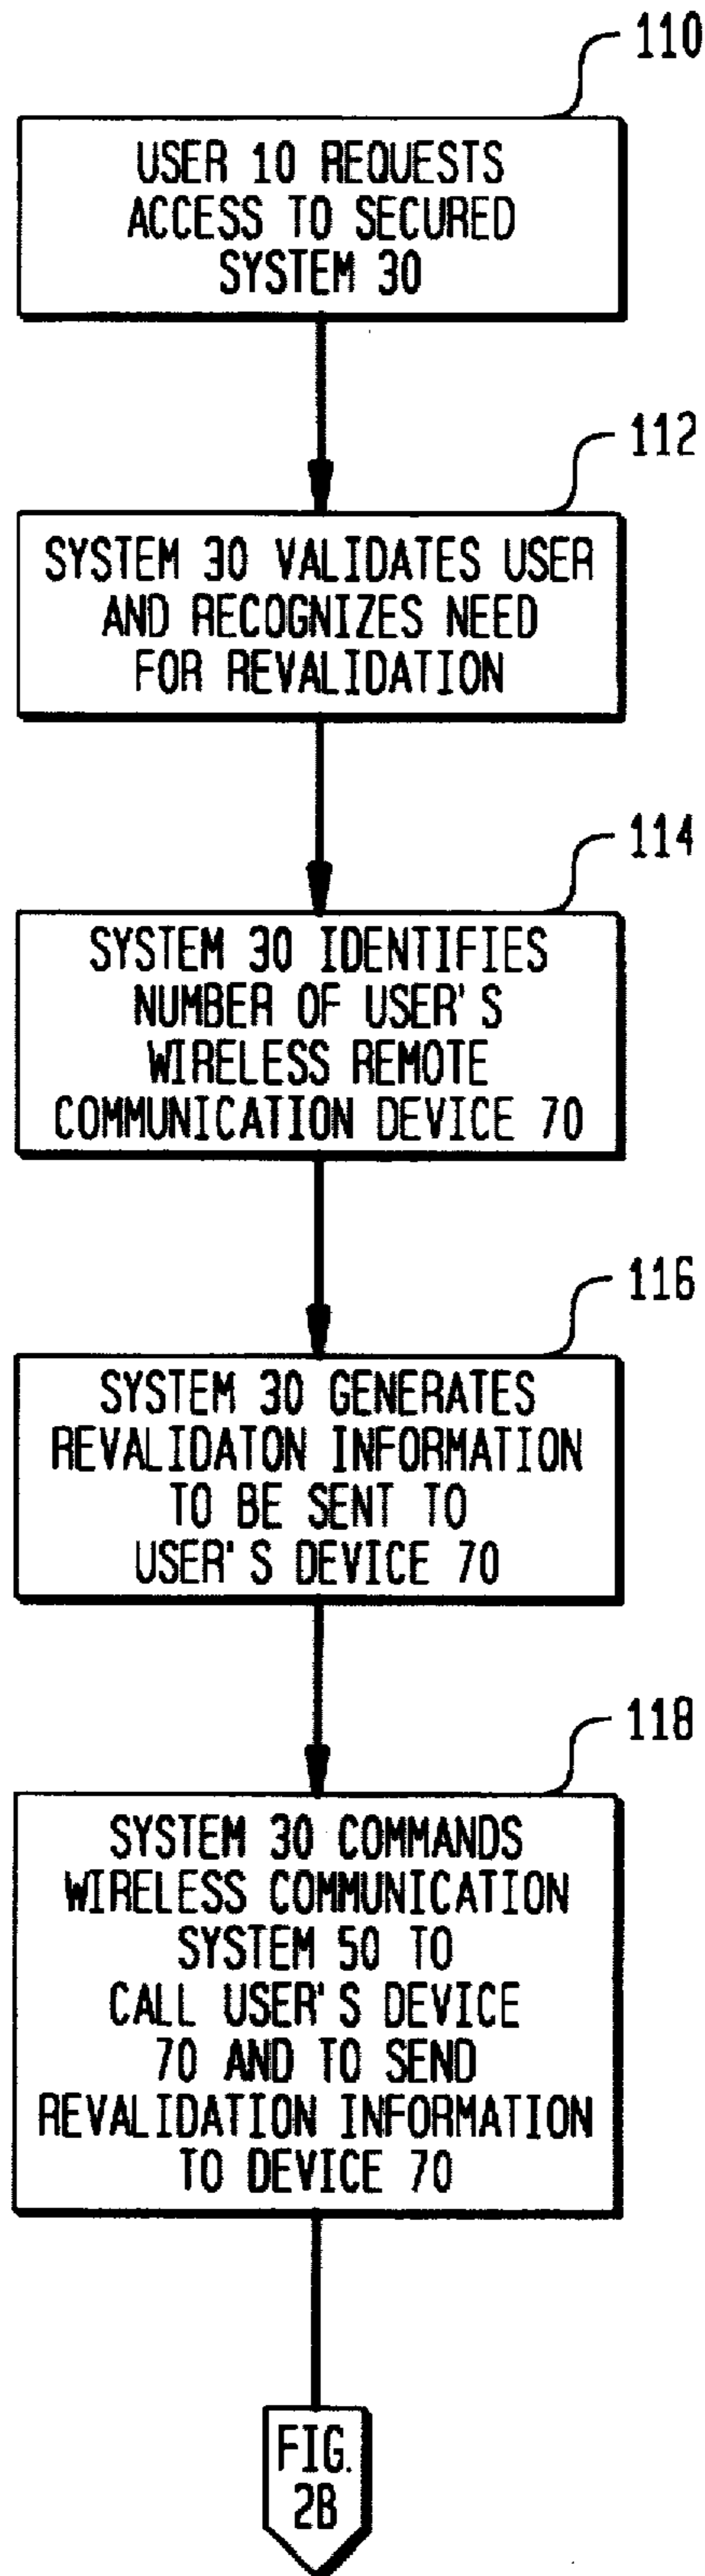 110
USER 10 REQUESTS
ACCESS TO SECURED
SYSTEM 30
112
SYSTEM 30 VALIDATES USER
AND RECOGNIZES NEED
FOR REVALIDATION
114
SYSTEM 30 IDENTIFIES
NUMBER OF USER'S
WIRELESS REMOTE
COMMUNICATION DEVICE 70
116
SYSTEM 30 GENERATES
REVALIDATON INFORMATION
TO BE SENT TO
USER'S DEVICE 70
118
SYSTEM 30 COMMANDS
WIRELESS COMMUNICATION
SYSTEM 50 TO
CALL USER'S DEVICE
70 AND TO SEND
REVALIDATION INFORMATION
TO DEVICE 70
FIG.
2B